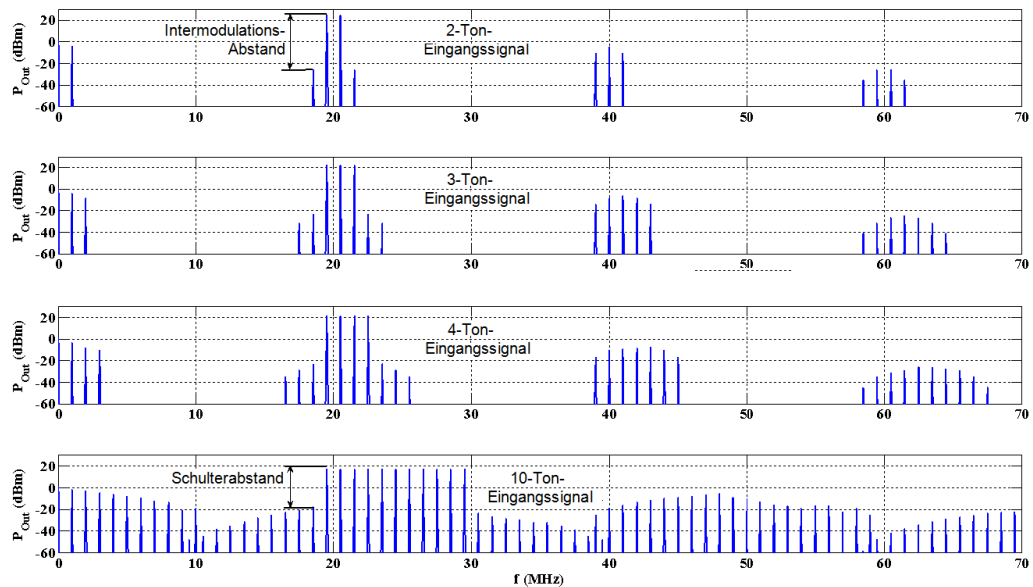 Intermodulations-
Abstand
2-Ton-
Eingangssignal
P_Out (dBm)
20
0
-20
-40
-60
0 10 20 30 40 50 60 70
3-Ton-
Eingangssignal
P_Out (dBm)
20
0
-20
-40
-60
0 10 20 30 40 50 60 70
4-Ton-
Eingangssignal
P_Out (dBm)
20
0
-20
-40
-60
0 10 20 30 40 50 60 70
Schulterabstand
10-Ton-
Eingangssignal
P_Out (dBm)
20
0
-20
-40
-60
0 10 20 30 40 50 60 70
f (MHz)